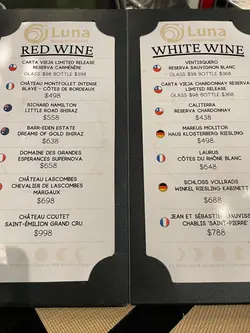 Luna
RED WINE
CARTA VIEJA LIMITED RELEASE
RESERVA CARMÉNÈRE
GLASS $98 BOTTLE $398
CHÂTEAU MONTFOLLET INTENSE
BLAYE - CÔTES DE BORDEAUX
$498
RICHARD HAMILTON
LITTLE ROAD SHIRAZ
$558
BARR-EDEN ESTATE
DREAMS OF GOLD SHIRAZ
$638
DOMAINE DES GRANGES
ESPERANCES SUPERNOVA
$658
CHÂTEAU LASCOMBES
CHEVALIER DE LASCOMBES
MARGAUX
$698
CHÂTEAU COUTET
SAINT-ÉMILION GRAND CRU
$998
Luna
WHITE WINE
VENTISQUERO
RESERVA SAUVIGNON BLANC
GLASS $98 BOTTLE $368
CARTA VIEJA CHARDONNAY RESERVA
LIMITED RELEASE
GLASS $98 BOTTLE $368
CALITERRA
RESERVA CHARDONNAY
$438
MARKUS MOLITOR
HAUS KLOSTERBERG RIESLING
$498
LAURUS
CÔTES DU RHÔNE BLANC
$648
SCHLOSS VOLLRADS
WINKEL RIESLING KABINETT
$688
JEAN ET SÉBASTIEN DAUVISSAT
CHABLIS "SAINT-PIERRE"
$788